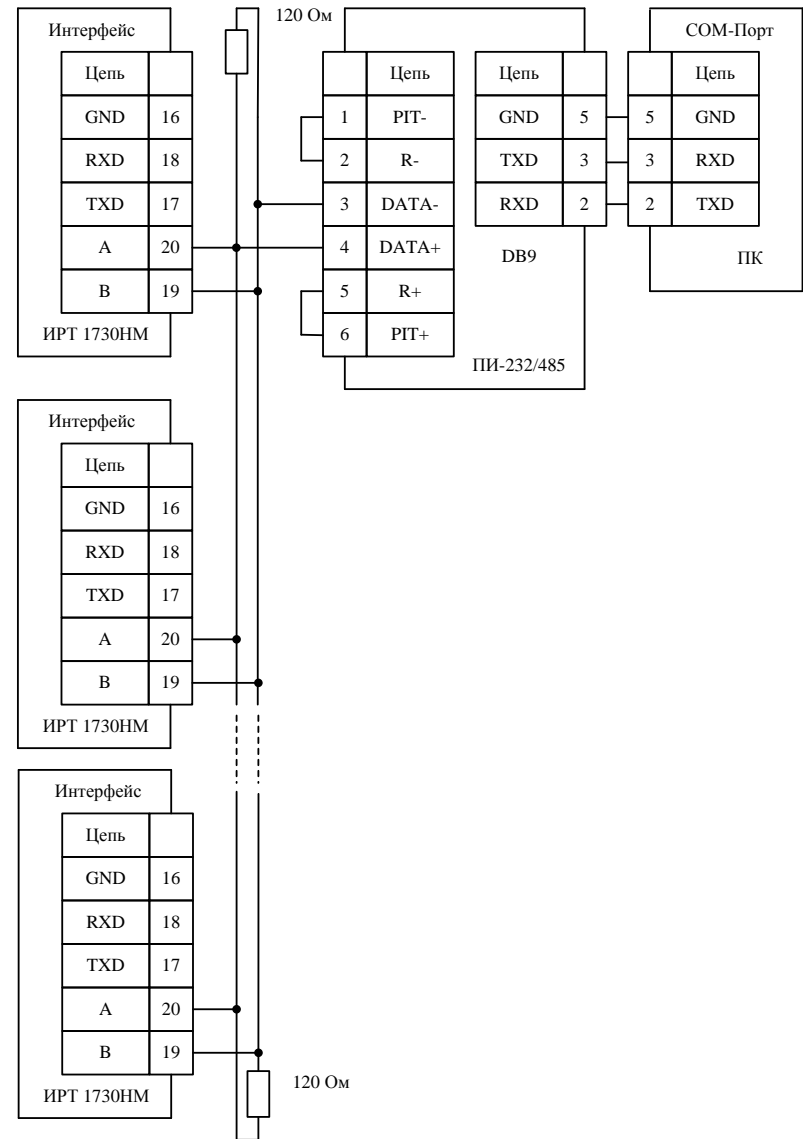 120 Ом
Интерфейс
Цепь
GND 16
RXD 18
TXD 17
A 20
B 19
ИРТ 1730НМ
Цепь
1 PIT-
2 R-
3 DATA-
4 DATA+
5 R+
6 PIT+
Цепь
GND 5
TXD 3
RXD 2
DB9
ПИ-232/485
COM-Порт
Цепь
5 GND
3 RXD
2 TXD
ПК
Интерфейс
Цепь
GND 16
RXD 18
TXD 17
A 20
B 19
ИРТ 1730НМ
Интерфейс
Цепь
GND 16
RXD 18
TXD 17
A 20
B 19
ИРТ 1730НМ
120 Ом